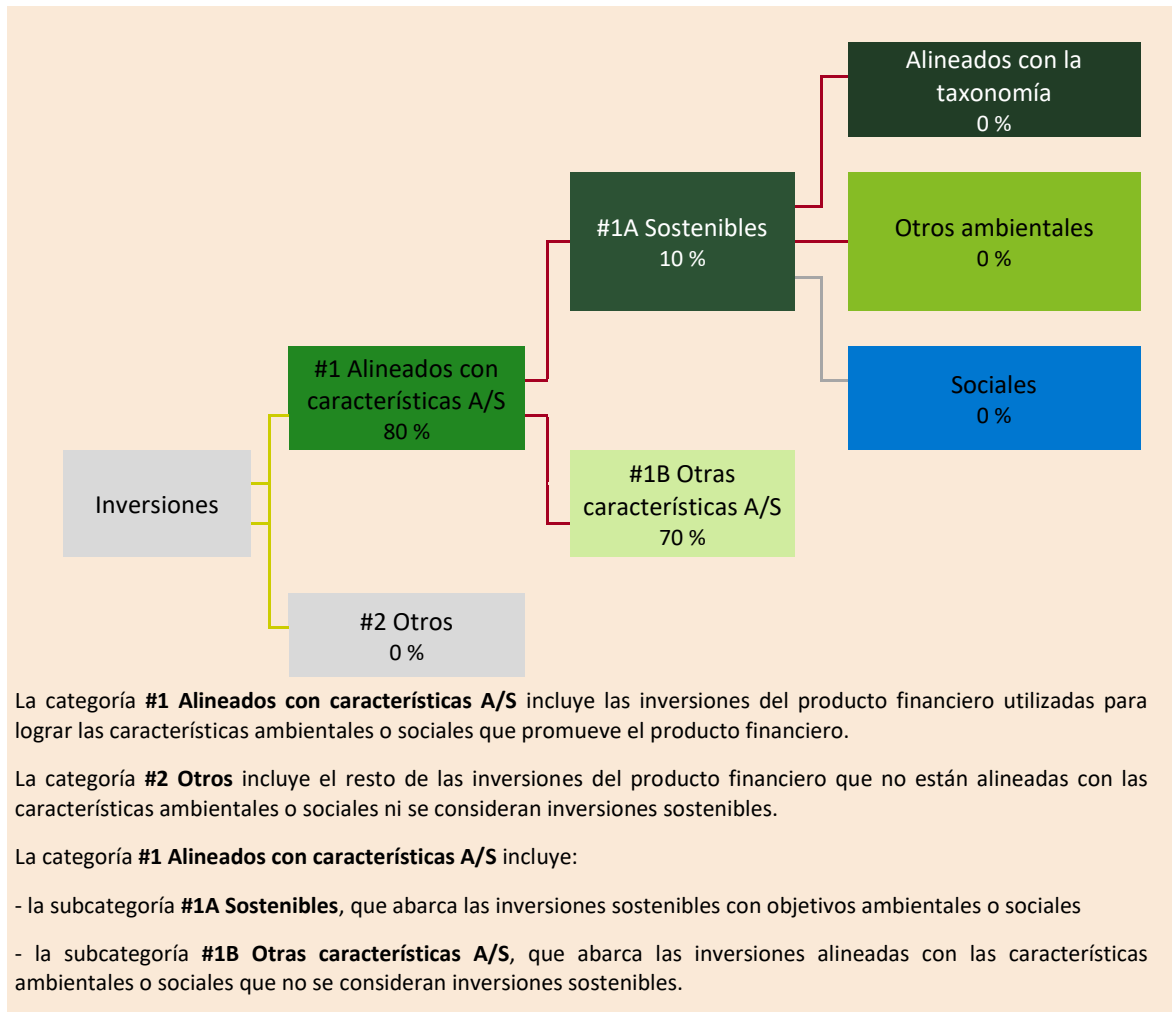 Alineados con la
taxonomía
0 %
#1A Sostenibles
10 %
Otros ambientales
0 %
#1 Alineados con
características A/S
80 %
Sociales
0 %
Inversiones
#1B Otras
características A/S
70 %
#2 Otros
0 %
La categoría #1 Alineados con características A/S incluye las inversiones del producto financiero utilizadas para
lograr las características ambientales o sociales que promueve el producto financiero.
La categoría #2 Otros incluye el resto de las inversiones del producto financiero que no están alineadas con las
características ambientales o sociales ni se consideran inversiones sostenibles.
La categoría #1 Alineados con características A/S incluye:
- la subcategoría #1A Sostenibles, que abarca las inversiones sostenibles con objetivos ambientales o sociales
- la subcategoría #1B Otras características A/S, que abarca las inversiones alineadas con las características
ambientales o sociales que no se consideran inversiones sostenibles.